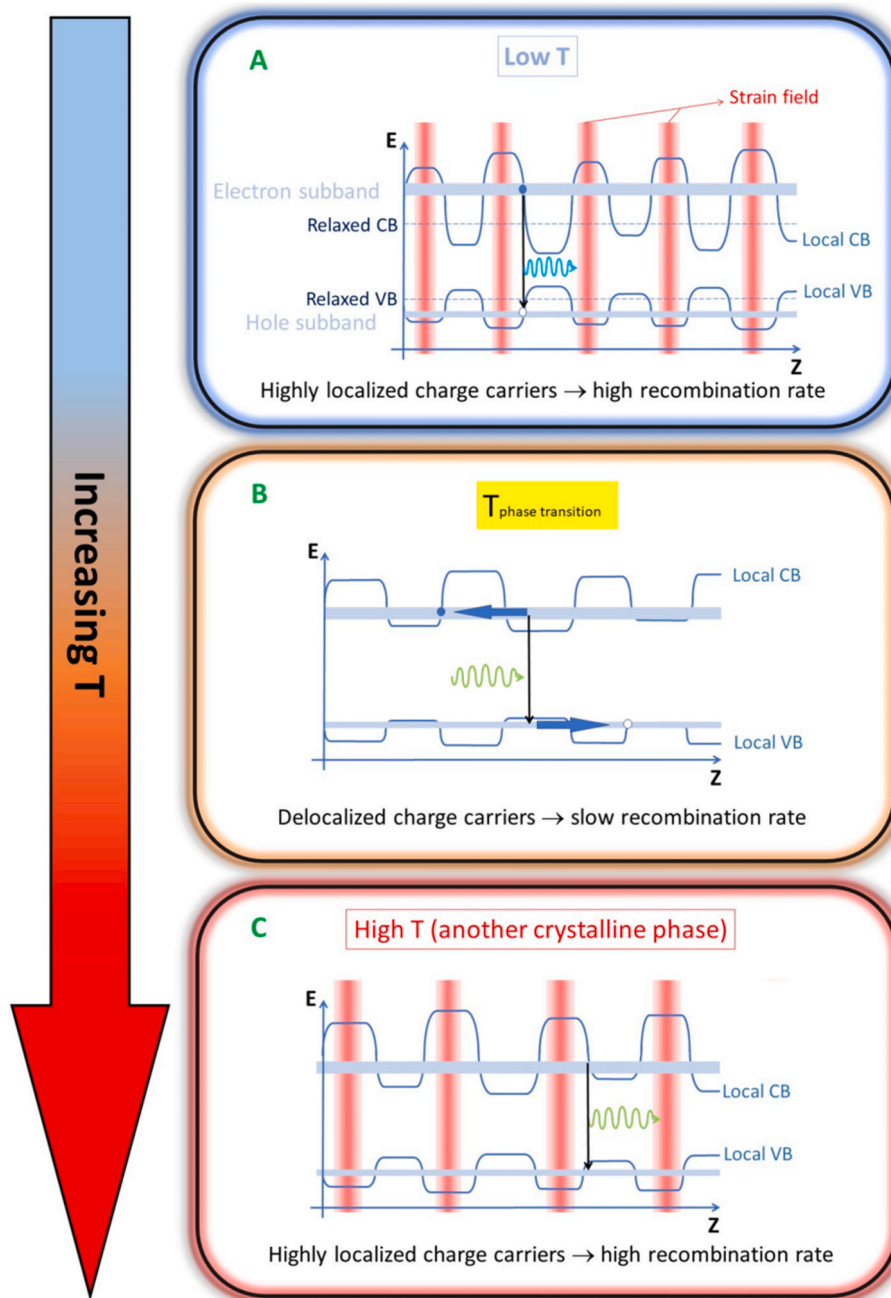 Increasing T
A
Low T
Strain field
E
Electron subband
Relaxed CB
Local CB
Relaxed VB
Local VB
Hole subband
Z
Highly localized charge carriers → high recombination rate
B
Tphase transition
E
Local CB
Local VB
Z
Delocalized charge carriers → slow recombination rate
C
High T (another crystalline phase)
E
Local CB
Local VB
Z
Highly localized charge carriers → high recombination rate